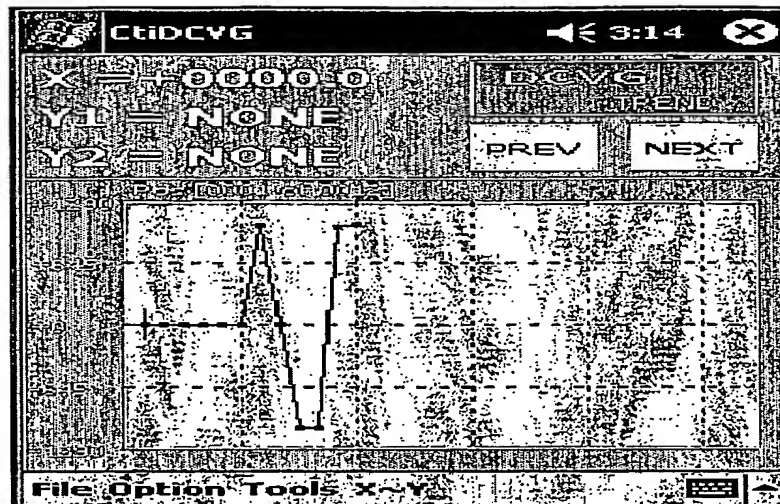 CtiDCVG 3:14
X = +0000.0
DCVG
Y1 = NONE
TREND
Y2 = NONE
PREV NEXT
File Option Tools X~Y